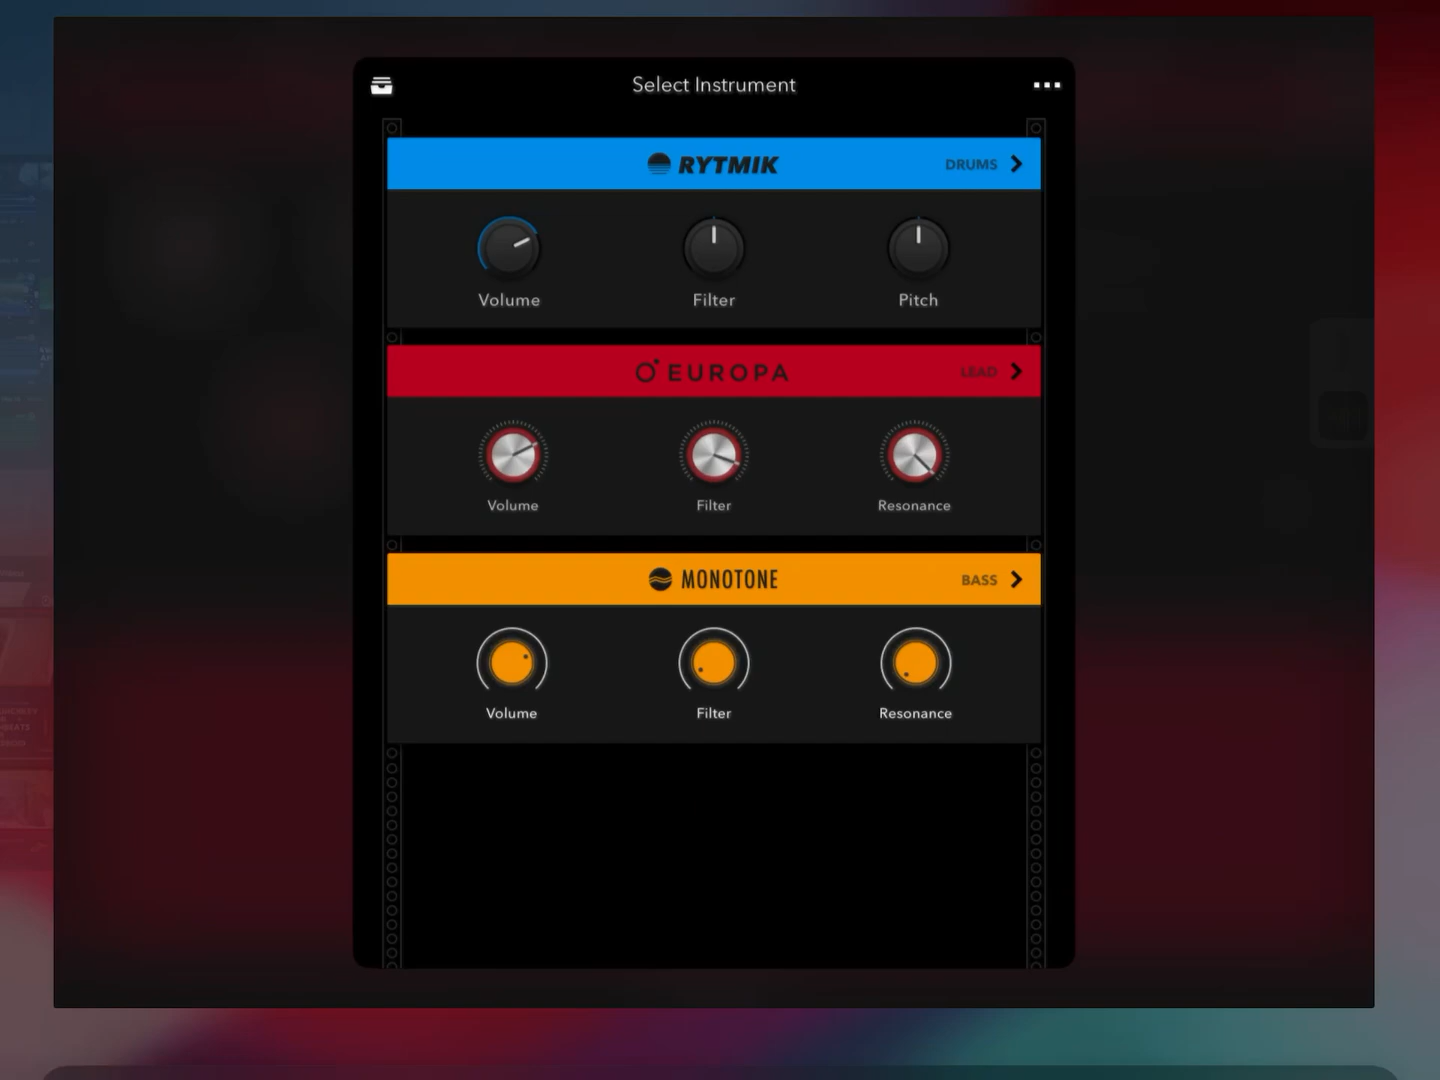 Select Instrument
RYTMIK
DRUMS
Volume
Filter
Pitch
EUROPA
LEAD
Volume
Filter
Resonance
MONOTONE
BASS
Volume
Filter
Resonance